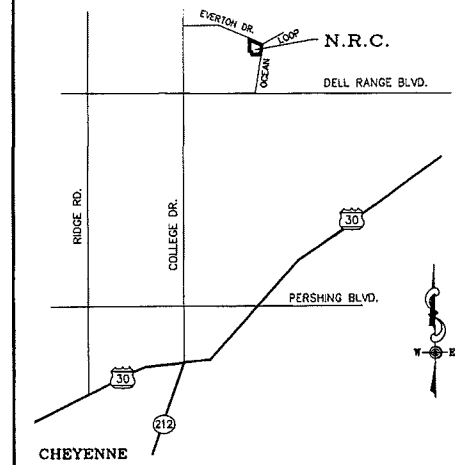 EVERTON DR.
LOOP
N.R.C.
OCEAN
DELL RANGE BLVD.
RIDGE RD.
COLLEGE DR.
30
PERSHING BLVD.
W E
30
212
CHEYENNE